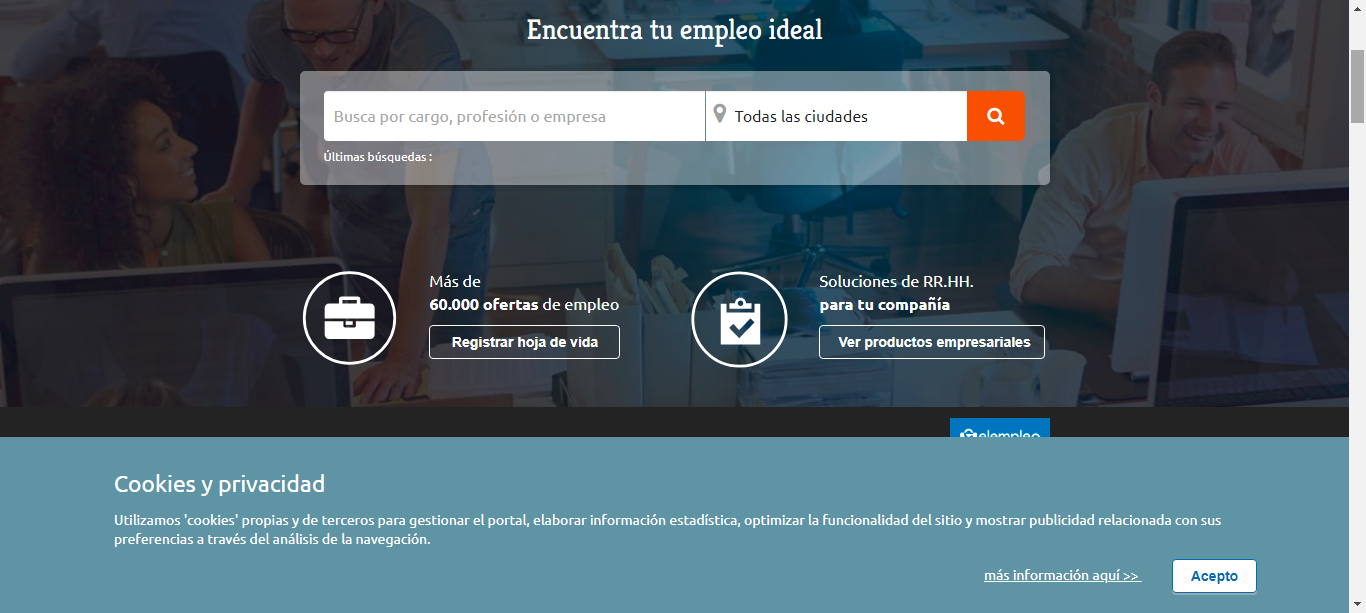 Encuentra tu empleo ideal
Busca por cargo, profesión o empresa
Todas las ciudades
Últimas búsquedas :
Más de
60.000 ofertas de empleo
Registrar hoja de vida
Soluciones de RR.HH.
para tu compañía
Ver productos empresariales
elempleo
Cookies y privacidad
Utilizamos 'cookies' propias y de terceros para gestionar el portal, elaborar información estadística, optimizar la funcionalidad del sitio y mostrar publicidad relacionada con sus
preferencias a través del análisis de la navegación.
más información aquí >>
Acepto